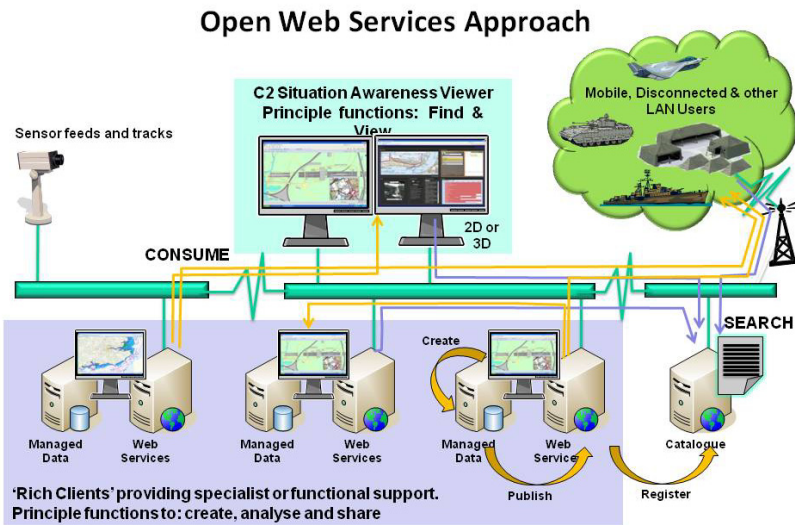 Open Web Services Approach
C2 Situation Awareness Viewer
Principle functions: Find &
View
Mobile, Disconnected & other
LAN Users
Sensor feeds and tracks
2D or
3D
CONSUME
SEARCH
Create
Managed
Data
Web
Services
Managed
Data
Web
Services
Managed
Data
Web
Service
Catalogue
Publish
Register
‘Rich Clients’ providing specialist or functional support.
Principle functions to: create, analyse and share